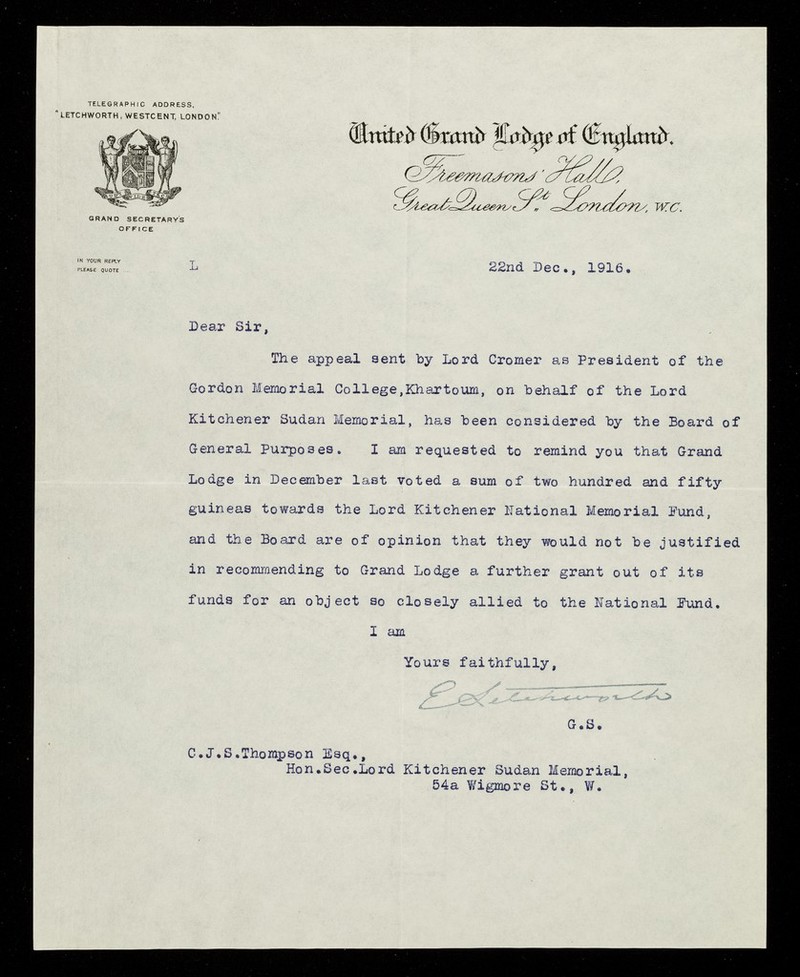 TELEGRAPHIC ADDRESS,
"LETCHWORTH, WESTCENT, LONDON."
United Grand Lodge of England.
Freemasons' Hall,
Great Queen St. London, W.C.
GRAND SECRETARY'S
OFFICE
IN YOUR REPLY
PLEASE QUOTE
L
22nd Dec., 1916.
Dear Sir,
The appeal sent by Lord Cromer as President of the
Gordon Memorial College,Khartoum, on behalf of the Lord
Kitchener Sudan Memorial, has been considered by the Board of
General Purposes. I am requested to remind you that Grand
Lodge in December last voted a sum of two hundred and fifty
guineas towards the Lord Kitchener National Memorial Fund,
and the Board are of opinion that they would not be justified
in recommending to Grand Lodge a further grant out of its
funds for an object so closely allied to the National Fund.
I am
Yours faithfully,
E Letchworth
G.S.
C.J.S.Thompson Esq.,
Hon.Sec.Lord Kitchener Sudan Memorial,
54a Wigmore St., W.